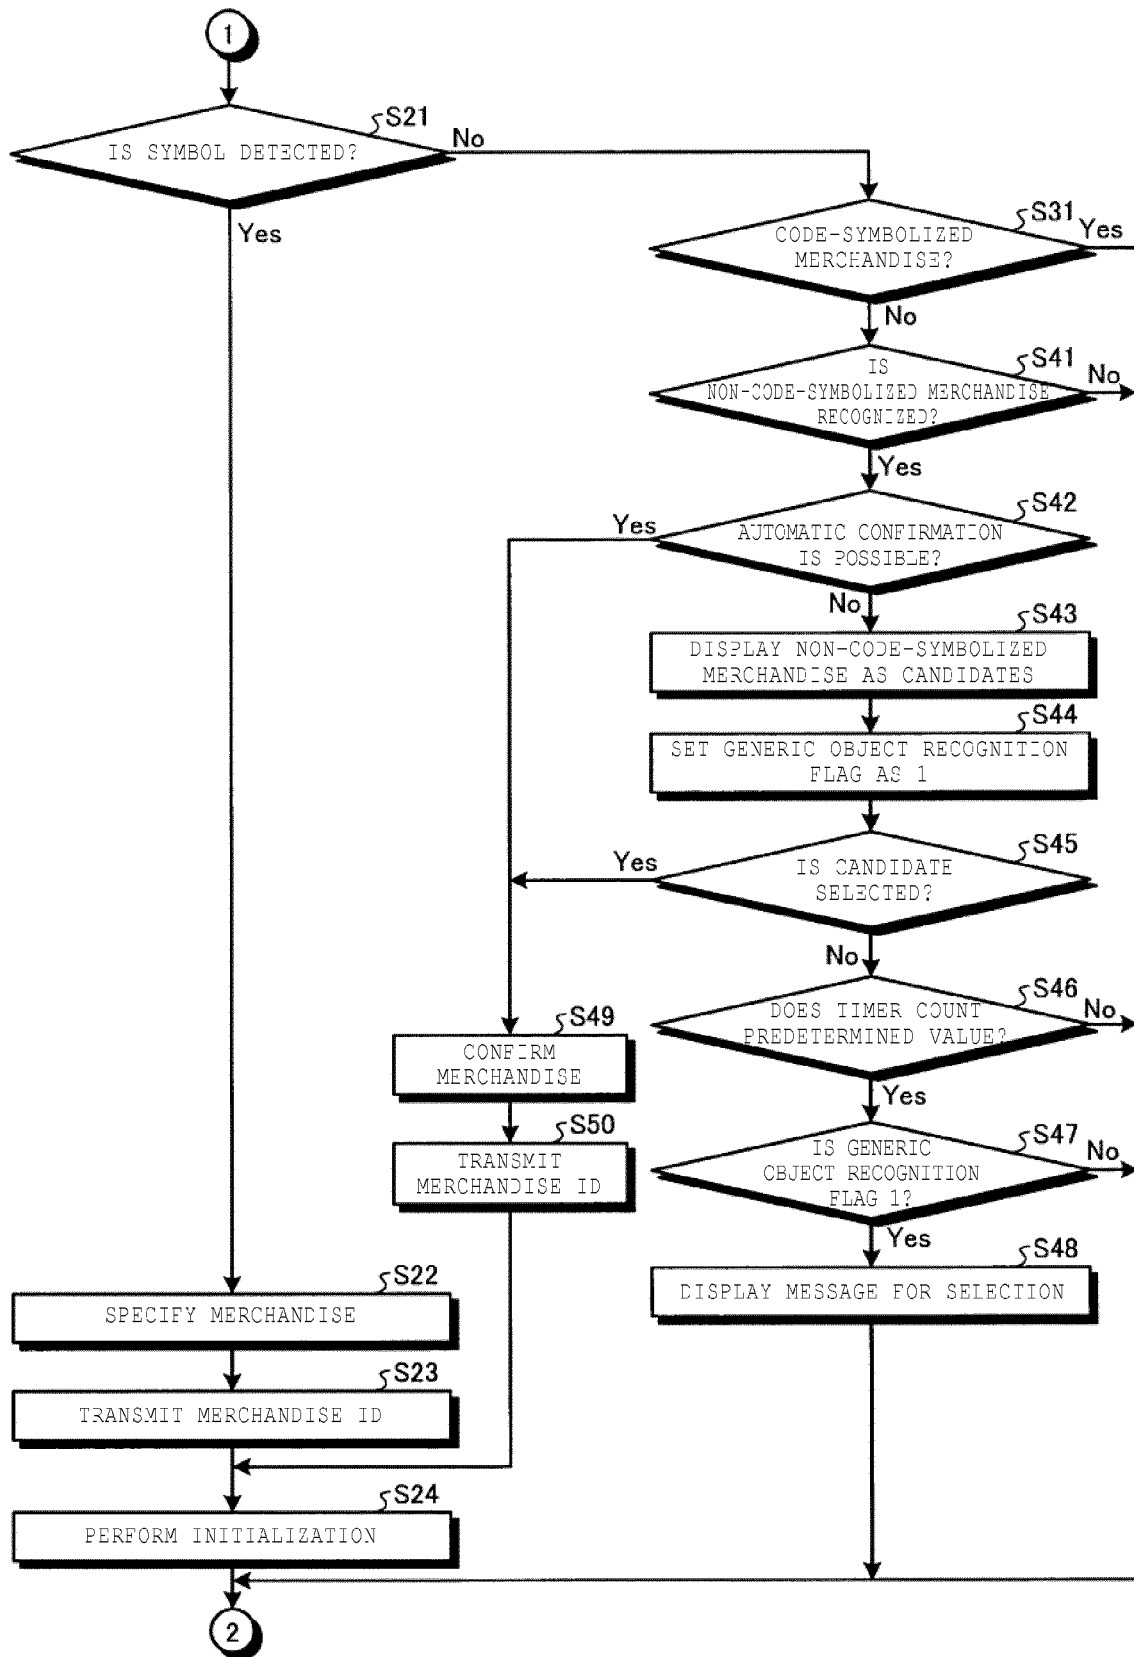 1
S21
IS SYMBOL DETECTED?
No
Yes
S31
CODE-SYMBOLIZED
MERCHANDISE?
Yes
No
S41
IS
NON-CODE-SYMBOLIZED MERCHANDISE
RECOGNIZED?
No
Yes
S42
AUTOMATIC CONFIRMATION
IS POSSIBLE?
Yes
No
S43
DISPLAY NON-CODE-SYMBOLIZED
MERCHANDISE AS CANDIDATES
S44
SET GENERIC OBJECT RECOGNITION
FLAG AS 1
S45
IS CANDIDATE
SELECTED?
Yes
No
S46
DOES TIMER COUNT
PREDETERMINED VALUE?
No
Yes
S49
CONFIRM
MERCHANDISE
S50
TRANSMIT
MERCHANDISE ID
S47
IS GENERIC
OBJECT RECOGNITION
FLAG 1?
No
Yes
S48
DISPLAY MESSAGE FOR SELECTION
S22
SPECIFY MERCHANDISE
S23
TRANSMIT MERCHANDISE ID
S24
PERFORM INITIALIZATION
2